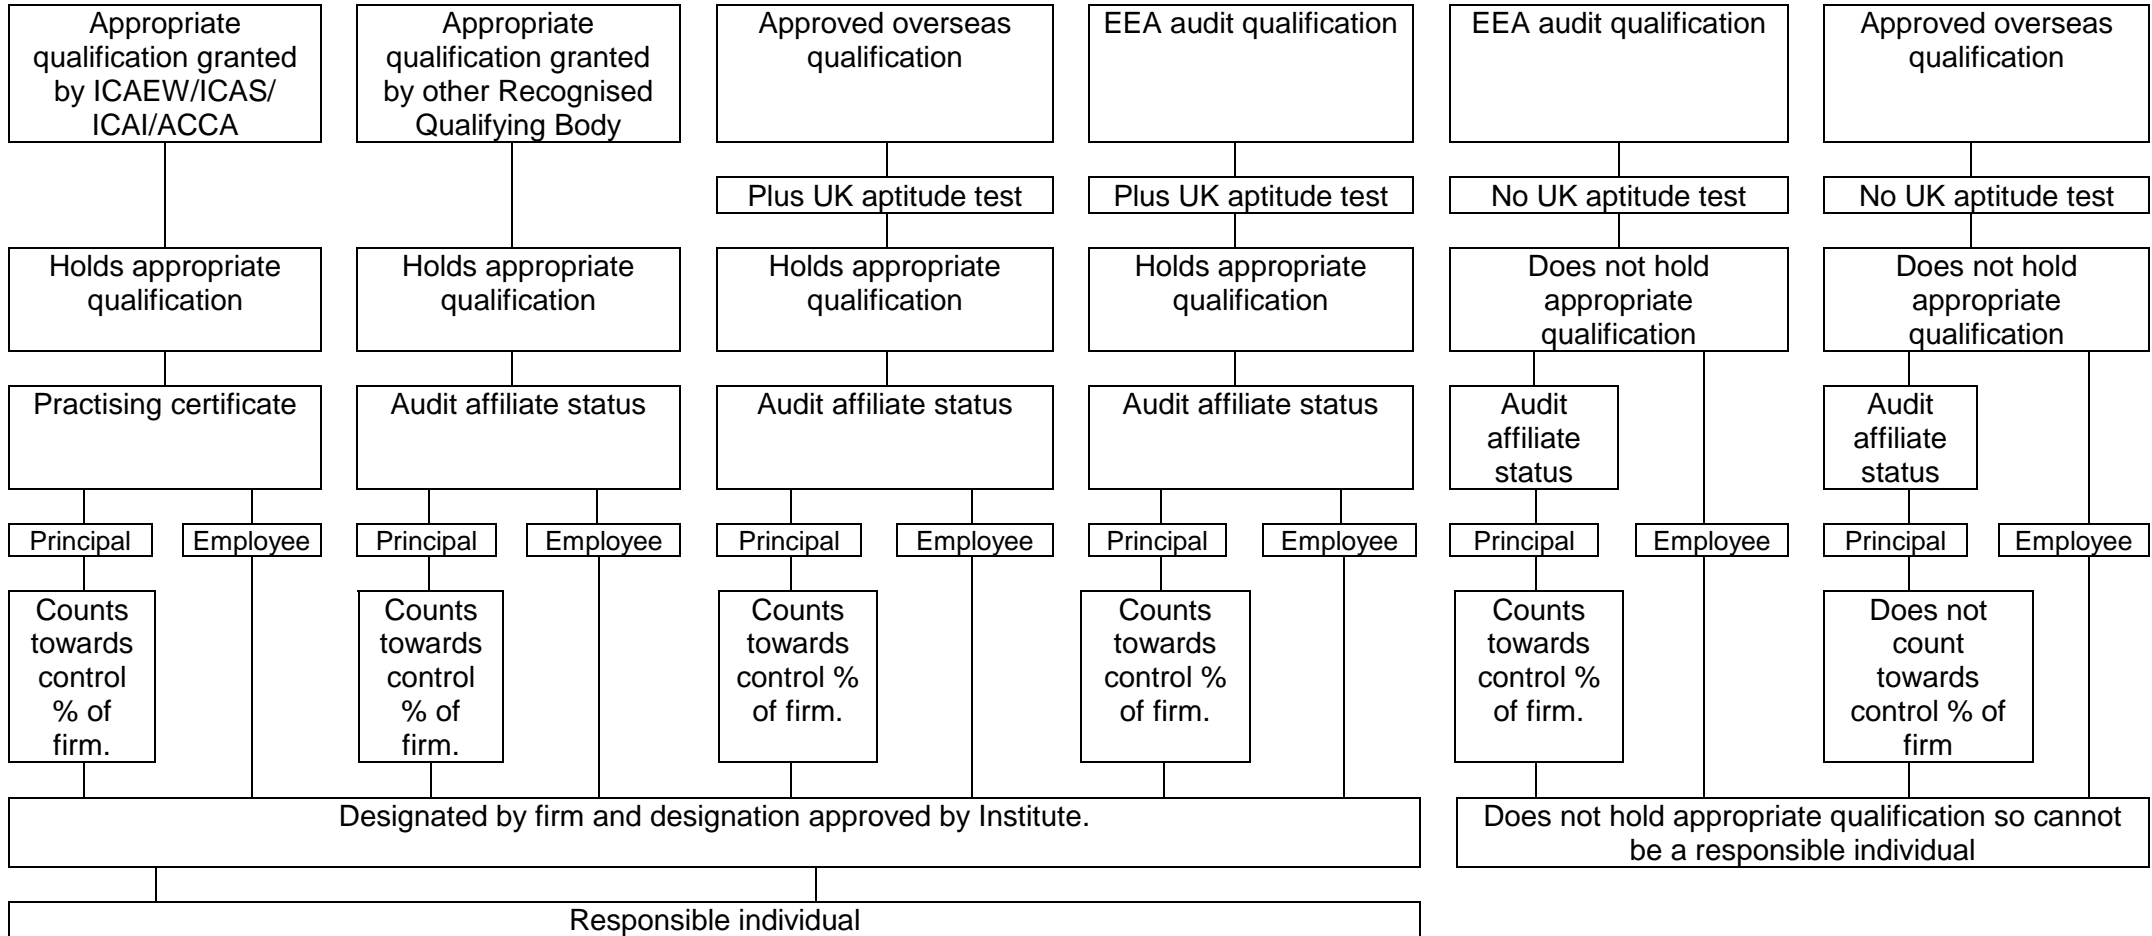 Appropriate
qualification granted
by ICAEW/ICAS/
ICAI/ACCA
Appropriate
qualification granted
by other Recognised
Qualifying Body
Approved overseas
qualification
EEA audit qualification
EEA audit qualification
Approved overseas
qualification
Plus UK aptitude test
Plus UK aptitude test
No UK aptitude test
No UK aptitude test
Holds appropriate
qualification
Holds appropriate
qualification
Holds appropriate
qualification
Holds appropriate
qualification
Does not hold
appropriate
qualification
Does not hold
appropriate
qualification
Practising certificate
Audit affiliate status
Audit affiliate status
Audit affiliate status
Audit
affiliate
status
Audit
affiliate
status
Principal
Employee
Principal
Employee
Principal
Employee
Principal
Employee
Principal
Employee
Principal
Employee
Counts
towards
control
% of
firm.
Counts
towards
control
% of
firm.
Counts
towards
control %
of firm.
Counts
towards
control %
of firm.
Counts
towards
control %
of firm.
Does not
count
towards
control % of
firm
Designated by firm and designation approved by Institute.
Does not hold appropriate qualification so cannot
be a responsible individual
Responsible individual